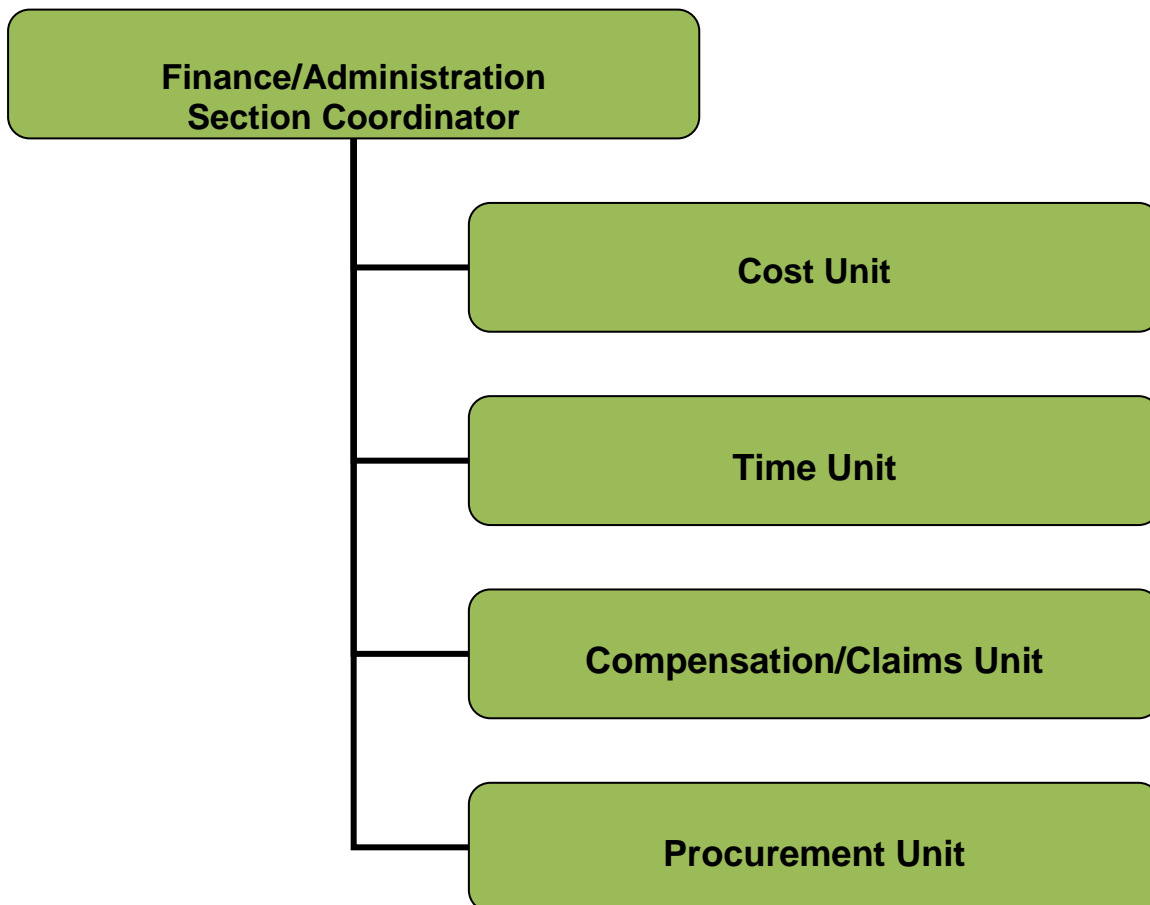 Finance/Administration
Section Coordinator
Cost Unit
Time Unit
Compensation/Claims Unit
Procurement Unit